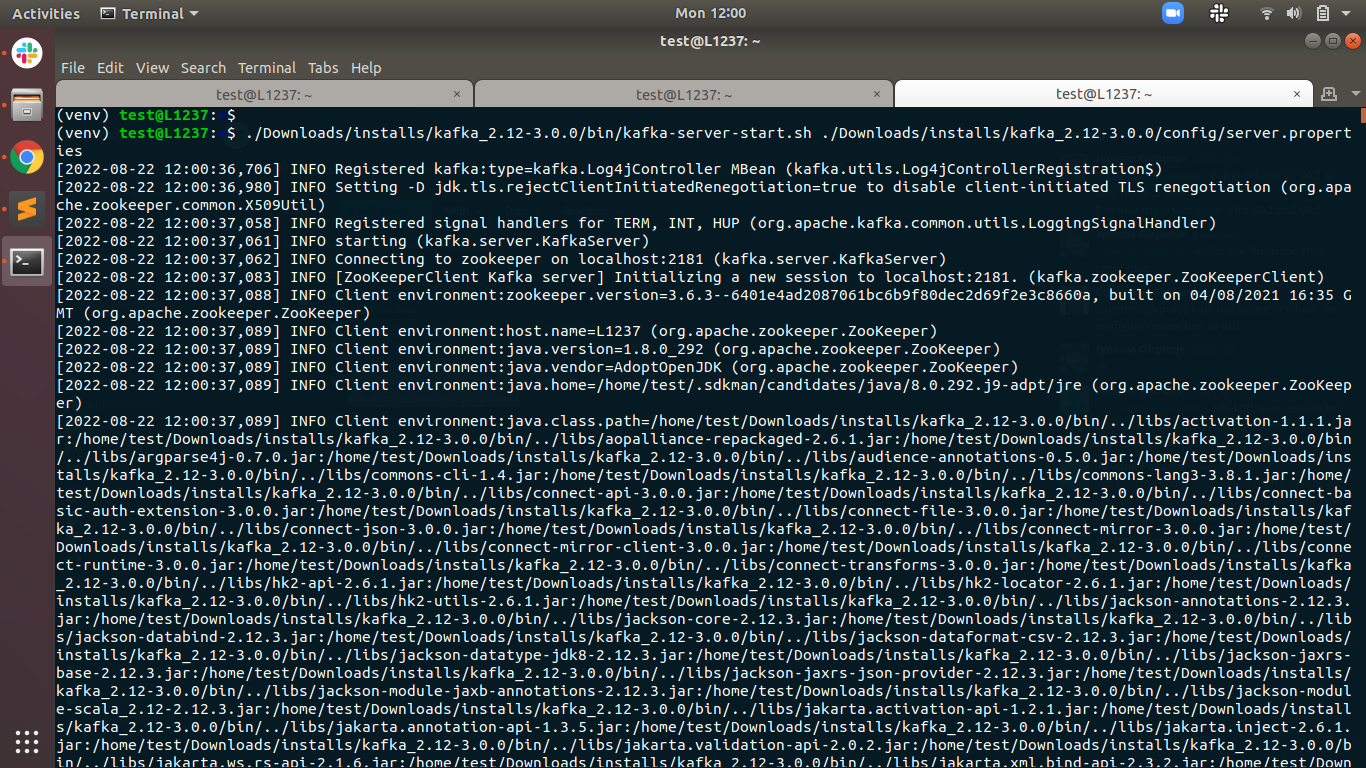 Activities Terminal Mon 12:00
test@L1237: ~
File Edit View Search Terminal Tabs Help
test@L1237: ~ × test@L1237: ~ × test@L1237: ~ ×
(venv) test@L1237:~$
(venv) test@L1237:~$ ./Downloads/installs/kafka_2.12-3.0.0/bin/kafka-server-start.sh ./Downloads/installs/kafka_2.12-3.0.0/config/server.propert
ies
[2022-08-22 12:00:36,706] INFO Registered kafka:type=kafka.Log4jController MBean (kafka.utils.Log4jControllerRegistration$)
[2022-08-22 12:00:36,980] INFO Setting -D jdk.tls.rejectClientInitiatedRenegotiation=true to disable client-initiated TLS renegotiation (org.apa
che.zookeeper.common.X509Util)
[2022-08-22 12:00:37,058] INFO Registered signal handlers for TERM, INT, HUP (org.apache.kafka.common.utils.LoggingSignalHandler)
[2022-08-22 12:00:37,061] INFO starting (kafka.server.KafkaServer)
[2022-08-22 12:00:37,062] INFO Connecting to zookeeper on localhost:2181 (kafka.server.KafkaServer)
[2022-08-22 12:00:37,083] INFO [ZooKeeperClient Kafka server] Initializing a new session to localhost:2181. (kafka.zookeeper.ZooKeeperClient)
[2022-08-22 12:00:37,088] INFO Client environment:zookeeper.version=3.6.3--6401e4ad2087061bc6b9f80dec2d69f2e3c8660a, built on 04/08/2021 16:35 G
MT (org.apache.zookeeper.ZooKeeper)
[2022-08-22 12:00:37,089] INFO Client environment:host.name=L1237 (org.apache.zookeeper.ZooKeeper)
[2022-08-22 12:00:37,089] INFO Client environment:java.version=1.8.0_292 (org.apache.zookeeper.ZooKeeper)
[2022-08-22 12:00:37,089] INFO Client environment:java.vendor=AdoptOpenJDK (org.apache.zookeeper.ZooKeeper)
[2022-08-22 12:00:37,089] INFO Client environment:java.home=/home/test/.sdkman/candidates/java/8.0.292.j9-adpt/jre (org.apache.zookeeper.ZooKeep
er)
[2022-08-22 12:00:37,089] INFO Client environment:java.class.path=/home/test/Downloads/installs/kafka_2.12-3.0.0/bin/../libs/activation-1.1.1.ja
r:/home/test/Downloads/installs/kafka_2.12-3.0.0/bin/../libs/aopalliance-repackaged-2.6.1.jar:/home/test/Downloads/installs/kafka_2.12-3.0.0/bin
/../libs/argparse4j-0.7.0.jar:/home/test/Downloads/installs/kafka_2.12-3.0.0/bin/../libs/audience-annotations-0.5.0.jar:/home/test/Downloads/ins
talls/kafka_2.12-3.0.0/bin/../libs/commons-cli-1.4.jar:/home/test/Downloads/installs/kafka_2.12-3.0.0/bin/../libs/commons-lang3-3.8.1.jar:/home/
test/Downloads/installs/kafka_2.12-3.0.0/bin/../libs/connect-api-3.0.0.jar:/home/test/Downloads/installs/kafka_2.12-3.0.0/bin/../libs/connect-ba
sic-auth-extension-3.0.0.jar:/home/test/Downloads/installs/kafka_2.12-3.0.0/bin/../libs/connect-file-3.0.0.jar:/home/test/Downloads/installs/kaf
ka_2.12-3.0.0/bin/../libs/connect-json-3.0.0.jar:/home/test/Downloads/installs/kafka_2.12-3.0.0/bin/../libs/connect-mirror-3.0.0.jar:/home/test/
Downloads/installs/kafka_2.12-3.0.0/bin/../libs/connect-mirror-client-3.0.0.jar:/home/test/Downloads/installs/kafka_2.12-3.0.0/bin/../libs/conne
ct-runtime-3.0.0.jar:/home/test/Downloads/installs/kafka_2.12-3.0.0/bin/../libs/connect-transforms-3.0.0.jar:/home/test/Downloads/installs/kafka
_2.12-3.0.0/bin/../libs/hk2-api-2.6.1.jar:/home/test/Downloads/installs/kafka_2.12-3.0.0/bin/../libs/hk2-locator-2.6.1.jar:/home/test/Downloads/
installs/kafka_2.12-3.0.0/bin/../libs/hk2-utils-2.6.1.jar:/home/test/Downloads/installs/kafka_2.12-3.0.0/bin/../libs/jackson-annotations-2.12.3.
jar:/home/test/Downloads/installs/kafka_2.12-3.0.0/bin/../libs/jackson-core-2.12.3.jar:/home/test/Downloads/installs/kafka_2.12-3.0.0/bin/../lib
s/jackson-databind-2.12.3.jar:/home/test/Downloads/installs/kafka_2.12-3.0.0/bin/../libs/jackson-dataformat-csv-2.12.3.jar:/home/test/Downloads/
installs/kafka_2.12-3.0.0/bin/../libs/jackson-datatype-jdk8-2.12.3.jar:/home/test/Downloads/installs/kafka_2.12-3.0.0/bin/../libs/jackson-jaxrs-
base-2.12.3.jar:/home/test/Downloads/installs/kafka_2.12-3.0.0/bin/../libs/jackson-jaxrs-json-provider-2.12.3.jar:/home/test/Downloads/installs/
kafka_2.12-3.0.0/bin/../libs/jackson-module-jaxb-annotations-2.12.3.jar:/home/test/Downloads/installs/kafka_2.12-3.0.0/bin/../libs/jackson-modul
e-scala_2.12-2.12.3.jar:/home/test/Downloads/installs/kafka_2.12-3.0.0/bin/../libs/jakarta.activation-api-1.2.1.jar:/home/test/Downloads/install
s/kafka_2.12-3.0.0/bin/../libs/jakarta.annotation-api-1.3.5.jar:/home/test/Downloads/installs/kafka_2.12-3.0.0/bin/../libs/jakarta.inject-2.6.1.
jar:/home/test/Downloads/installs/kafka_2.12-3.0.0/bin/../libs/jakarta.validation-api-2.0.2.jar:/home/test/Downloads/installs/kafka_2.12-3.0.0/b
in/../libs/jakarta.ws.rs-api-2.1.6.jar:/home/test/Downloads/installs/kafka_2.12-3.0.0/bin/../libs/jakarta.xml.bind-api-2.3.2.jar:/home/test/Down